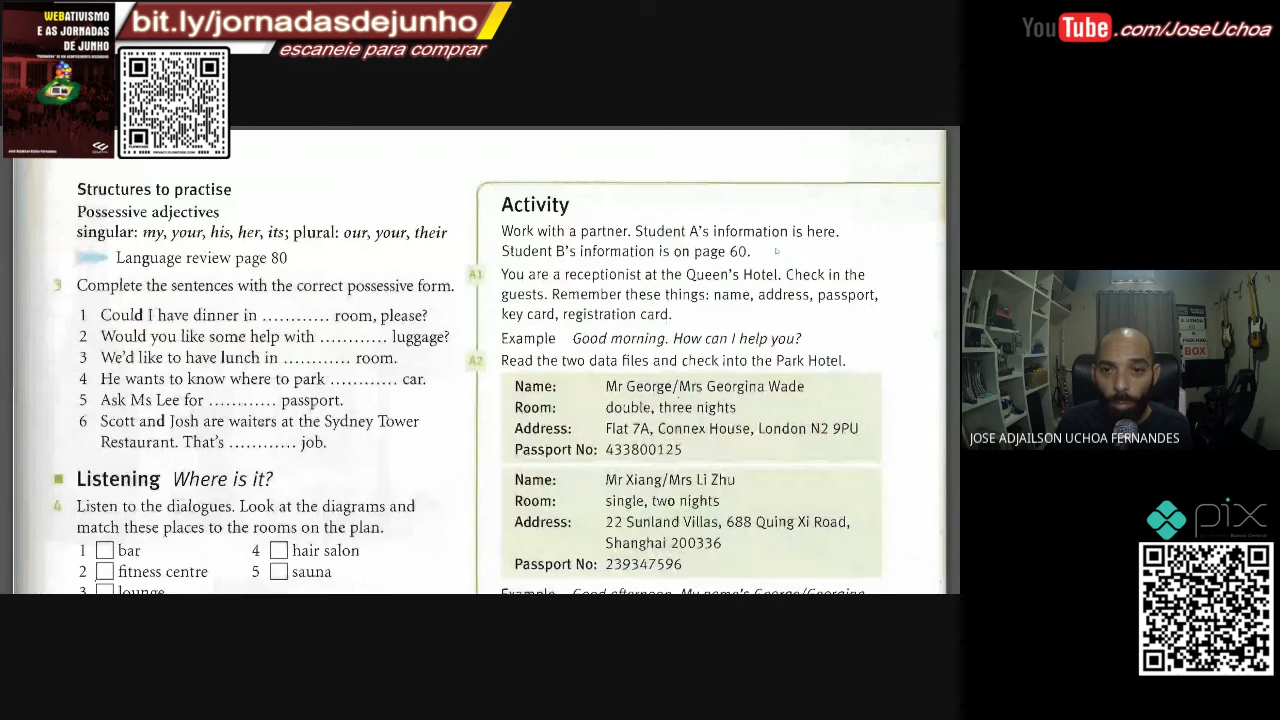 WEBATIVISMO
E AS JORNADAS
DE JUNHO
bit.ly/jornadasdejunho
escaneie para comprar
YouTube.com/JoseUchoa
Structures to practise
Possessive adjectives
singular: my, your, his, her, its; plural: our, your, their
Language review page 80
3 Complete the sentences with the correct possessive form.
1 Could I have dinner in ………… room, please?
2 Would you like some help with ………… luggage?
3 We'd like to have lunch in ………… room.
4 He wants to know where to park ………… car.
5 Ask Ms Lee for ………… passport.
6 Scott and Josh are waiters at the Sydney Tower
Restaurant. That's ………… job.
Listening Where is it?
4 Listen to the dialogues. Look at the diagrams and
match these places to the rooms on the plan.
1 bar
2 fitness centre
3 lounge
4 hair salon
5 sauna
Activity
Work with a partner. Student A's information is here.
Student B's information is on page 60.
A1 You are a receptionist at the Queen's Hotel. Check in the
guests. Remember these things: name, address, passport,
key card, registration card.
Example Good morning. How can I help you?
A2 Read the two data files and check into the Park Hotel.
Name: Mr George/Mrs Georgina Wade
Room: double, three nights
Address: Flat 7A, Connex House, London N2 9PU
Passport No: 433800125
Name: Mr Xiang/Mrs Li Zhu
Room: single, two nights
Address: 22 Sunland Villas, 688 Quing Xi Road,
Shanghai 200336
Passport No: 239347596
Example Good afternoon. My name's George/Georgina
BOX
JOSE ADJAILSON UCHOA FERNANDES
pix